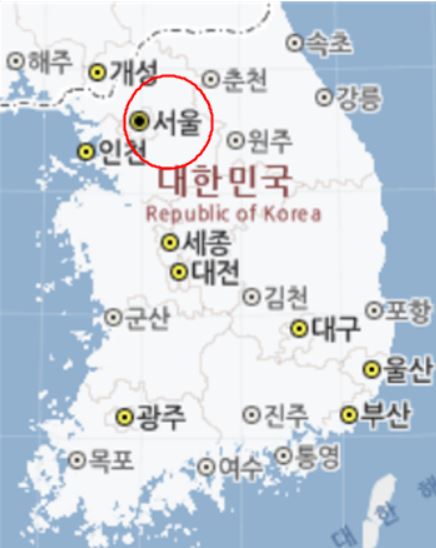 속초
해주
개성
춘천
강릉
서울
원주
인천
대한민국
Republic of Korea
세종
대전
김천
포항
군산
대구
울산
광주
진주
부산
목포
여수
통영
대 한 해